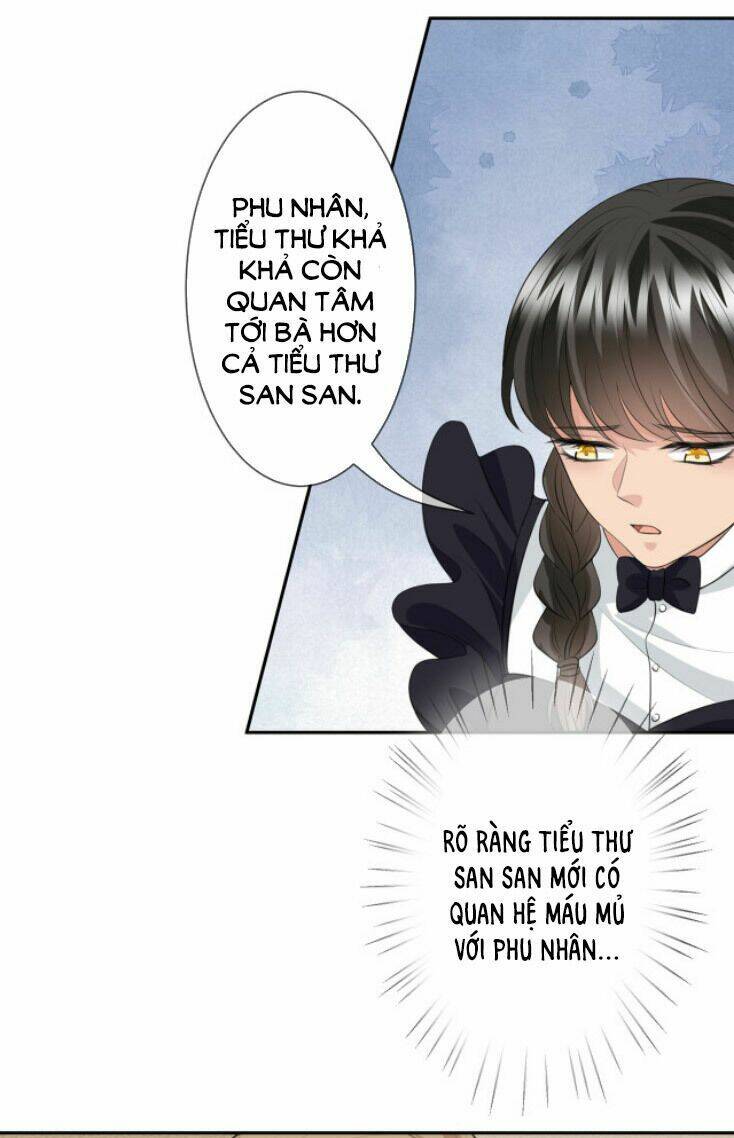 PHU NHÂN,
TIỂU THƯ KHẢ
KHẢ CÒN
QUAN TÂM
TỚI BÀ HƠN
CẢ TIỂU THƯ
SAN SAN.
RÕ RÀNG TIỂU THƯ
SAN SAN MỚI CÓ
QUAN HỆ MÁU MỦ
VỚI PHU NHÂN...